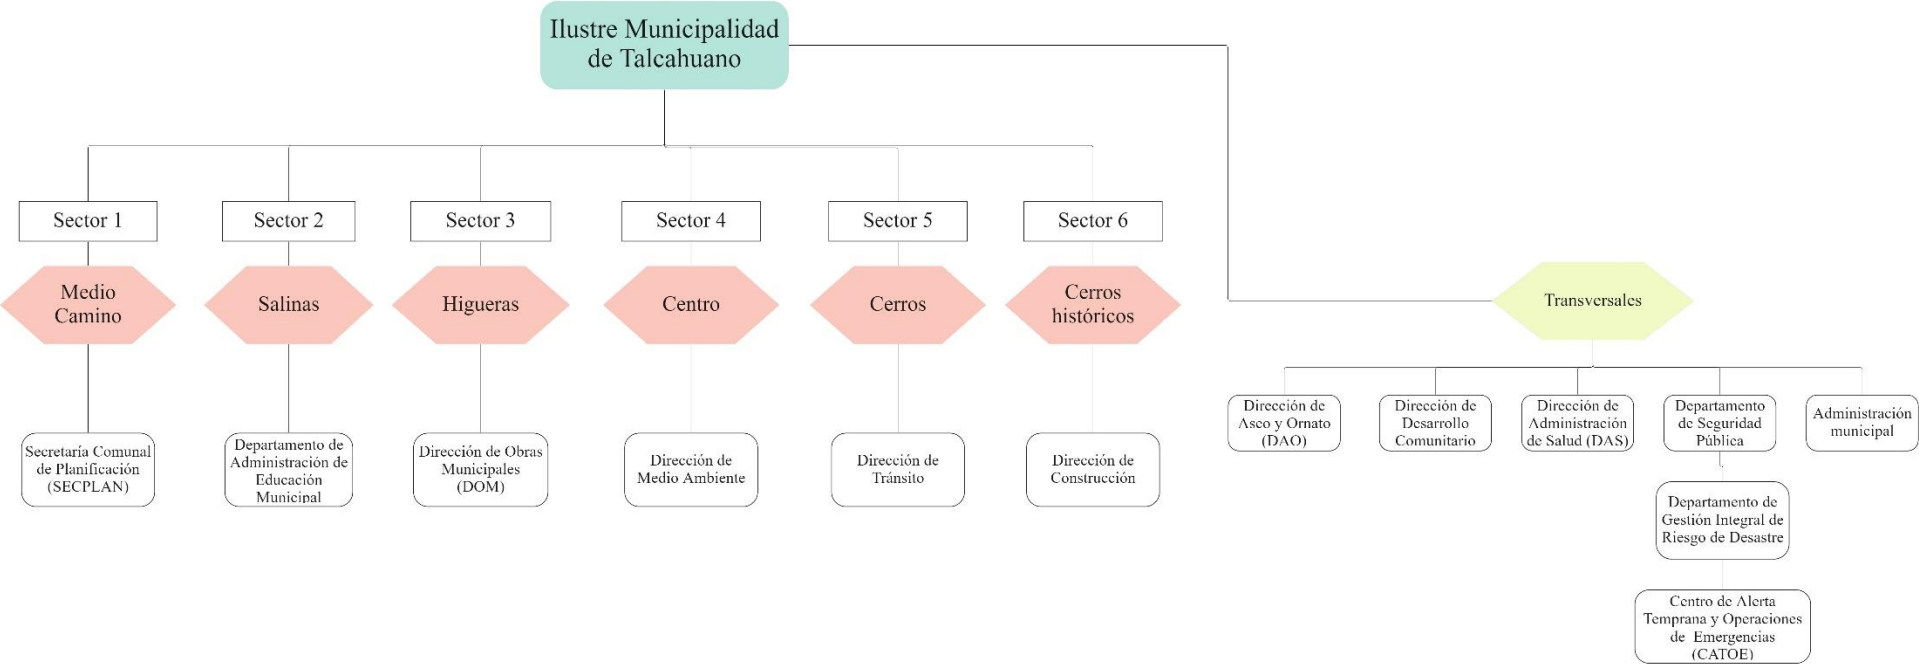 Ilustre Municipalidad
de Talcahuano
Sector 1
Sector 2
Sector 3
Sector 4
Sector 5
Sector 6
Medio
Camino
Salinas
Higueras
Centro
Cerros
Cerros
históricos
Transversales
Secretaría Comunal
de Planificación
(SECPLAN)
Departamento de
Administración de
Educación
Municipal
Dirección de Obras
Municipales
(DOM)
Dirección de
Medio Ambiente
Dirección de
Tránsito
Dirección de
Construcción
Dirección de
Aseo y Ornato
(DAO)
Dirección de
Desarrollo
Comunitario
Dirección de
Administración
de Salud (DAS)
Departamento
de Seguridad
Pública
Administración
municipal
Departamento de
Gestión Integral de
Riesgo de Desastre
Centro de Alerta
Temprana y Operaciones
de Emergencias
(CATOE)